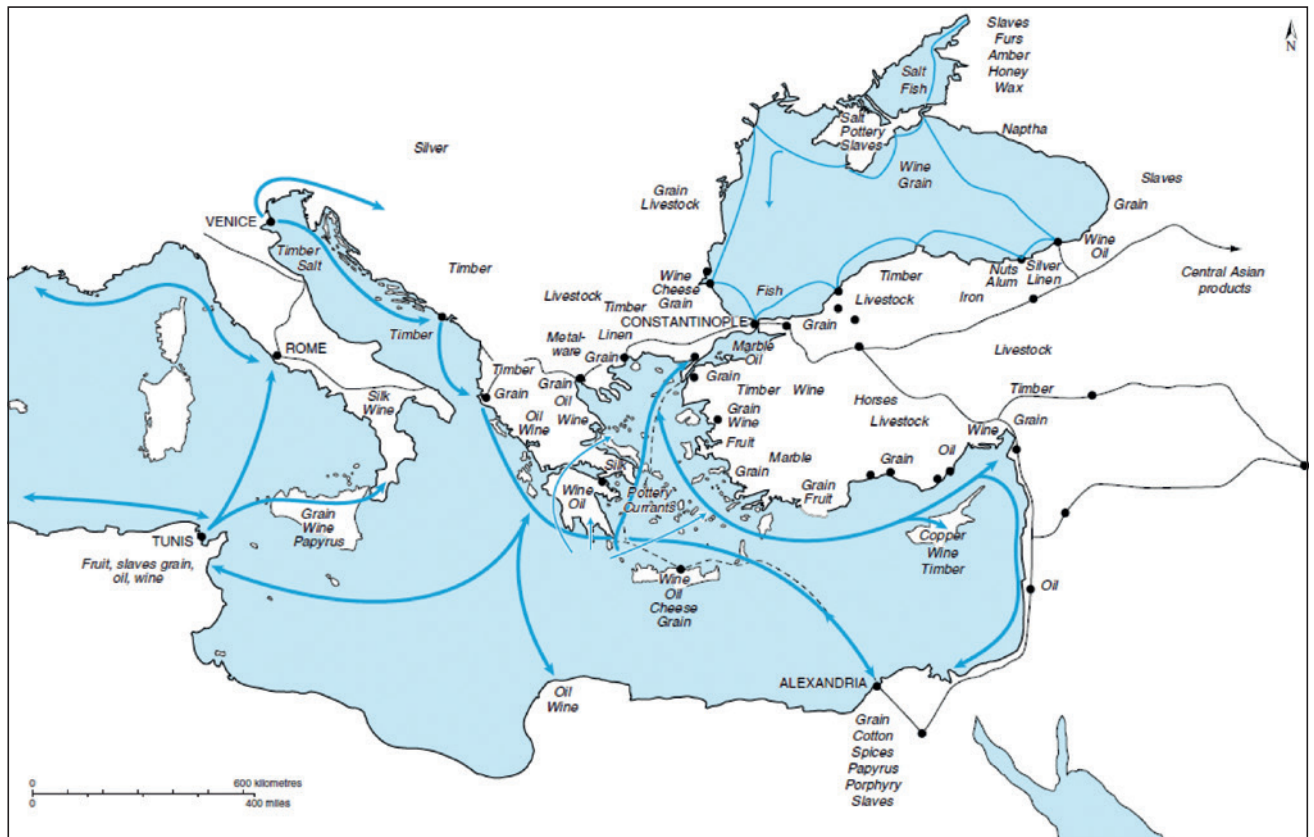 Slaves
Furs
Amber
Honey
Wax
N
Salt
Fish
Salt
Pottery
Slaves
Naptha
Silver
Wine
Grain
Grain
Livestock
Slaves
Grain
VENICE
Timber
Salt
Wine
Oil
Timber
Wine
Cheese
Grain
Fish
Timber
Nuts
Alum
Silver
Linen
Central Asian
products
Livestock
Iron
Livestock
Timber
Linen
CONSTANTINOPLE
Grain
Timber
Metal-
ware
Grain
Marble
Oil
ROME
Livestock
Timber
Grain
Grain
Oil
Wine
Grain
Timber
Wine
Silk
Wine
Horses
Livestock
Timber
Oil
Wine
Grain
Wine
Fruit
Wine
Grain
Silk
Marble
Grain
Oil
Grain
Wine
Oil
Pottery
Currants0
Grain
Fruit
Grain
Wine
Papyrus
TUNIS
Copper
Wine
Timber
Fruit, slaves grain,
oil, wine
Wine
Oil
Cheese
Grain
Oil
ALEXANDRIA
Oil
Wine
Grain
Cotton
Spices
Papyrus
Porphyry
Slaves
0 600 kilometres
0 400 miles